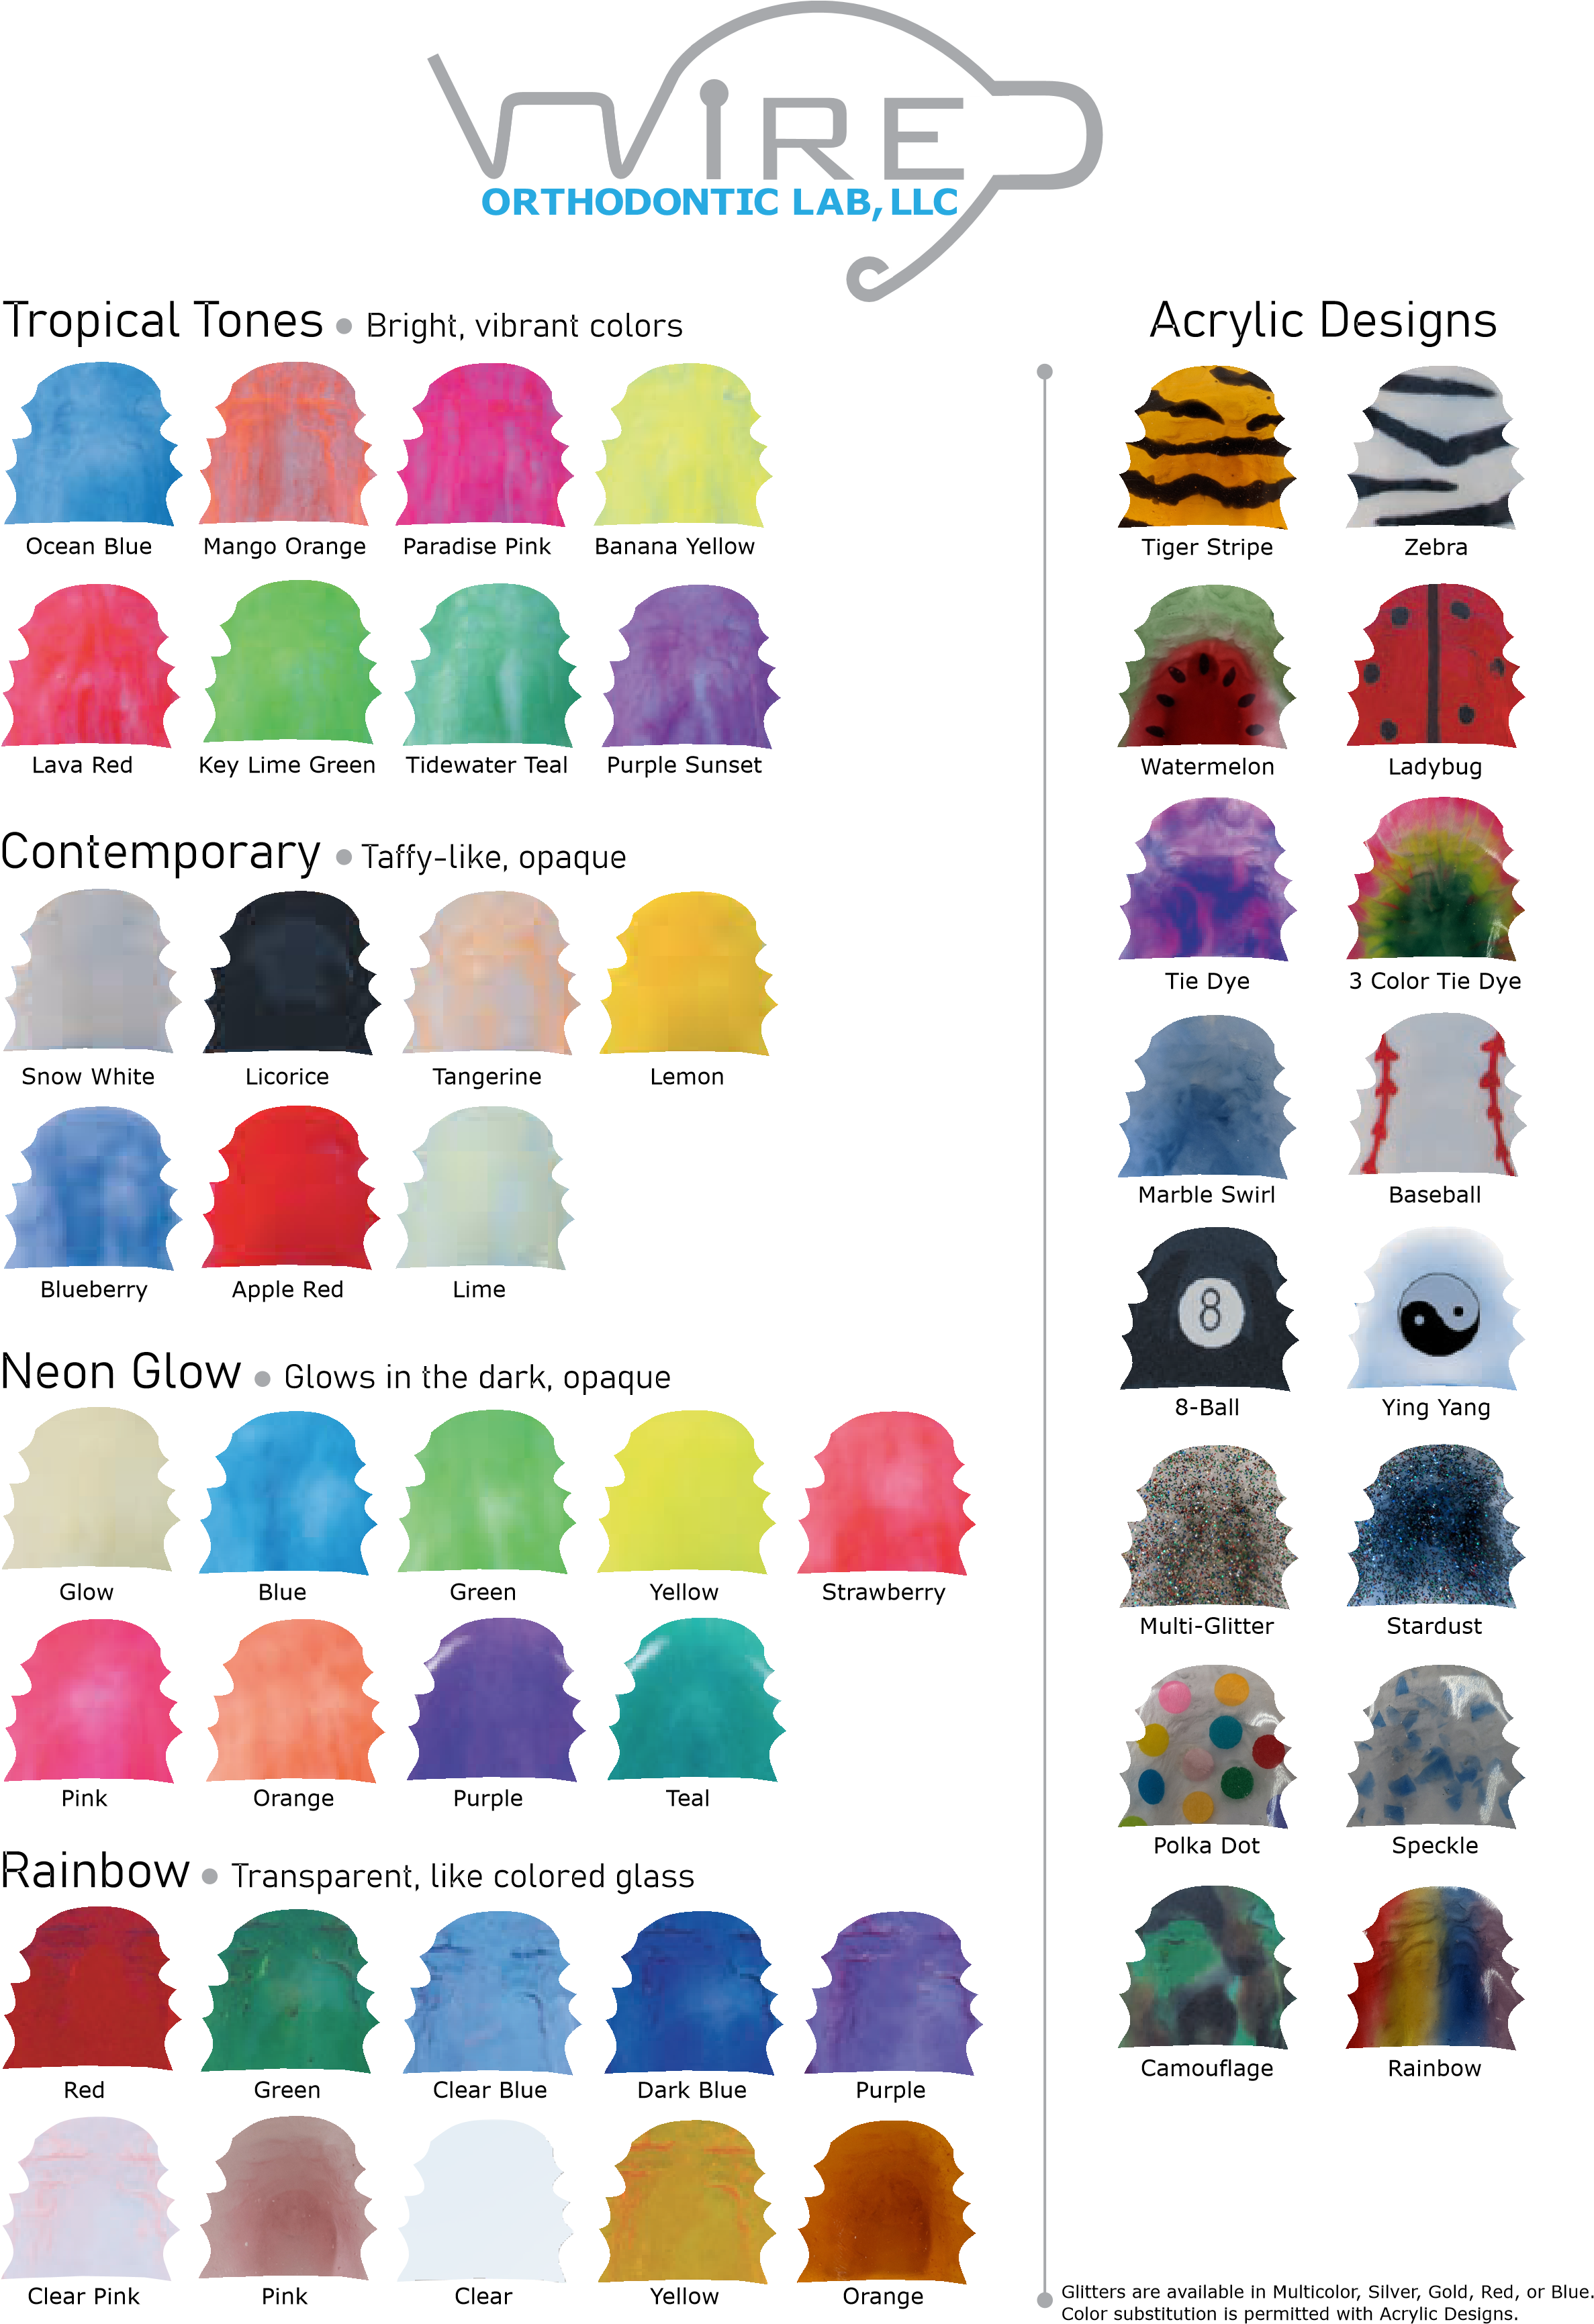 WiRED
ORTHODONTIC LAB, LLC
Tropical Tones • Bright, vibrant colors
Ocean Blue Mango Orange Paradise Pink Banana Yellow
Lava Red Key Lime Green Tidewater Teal Purple Sunset
Contemporary • Taffy-like, opaque
Snow White Licorice Tangerine Lemon
Blueberry Apple Red Lime
Neon Glow • Glows in the dark, opaque
Glow Blue Green Yellow Strawberry
Pink Orange Purple Teal
Rainbow • Transparent, like colored glass
Red Green Clear Blue Dark Blue Purple
Clear Pink Pink Clear Yellow Orange
Acrylic Designs
Tiger Stripe Zebra
Watermelon Ladybug
Tie Dye 3 Color Tie Dye
Marble Swirl Baseball
8
8-Ball Ying Yang
Multi-Glitter Stardust
Polka Dot Speckle
Camouflage Rainbow
Glitters are available in Multicolor, Silver, Gold, Red, or Blue.
Color substitution is permitted with Acrylic Designs.